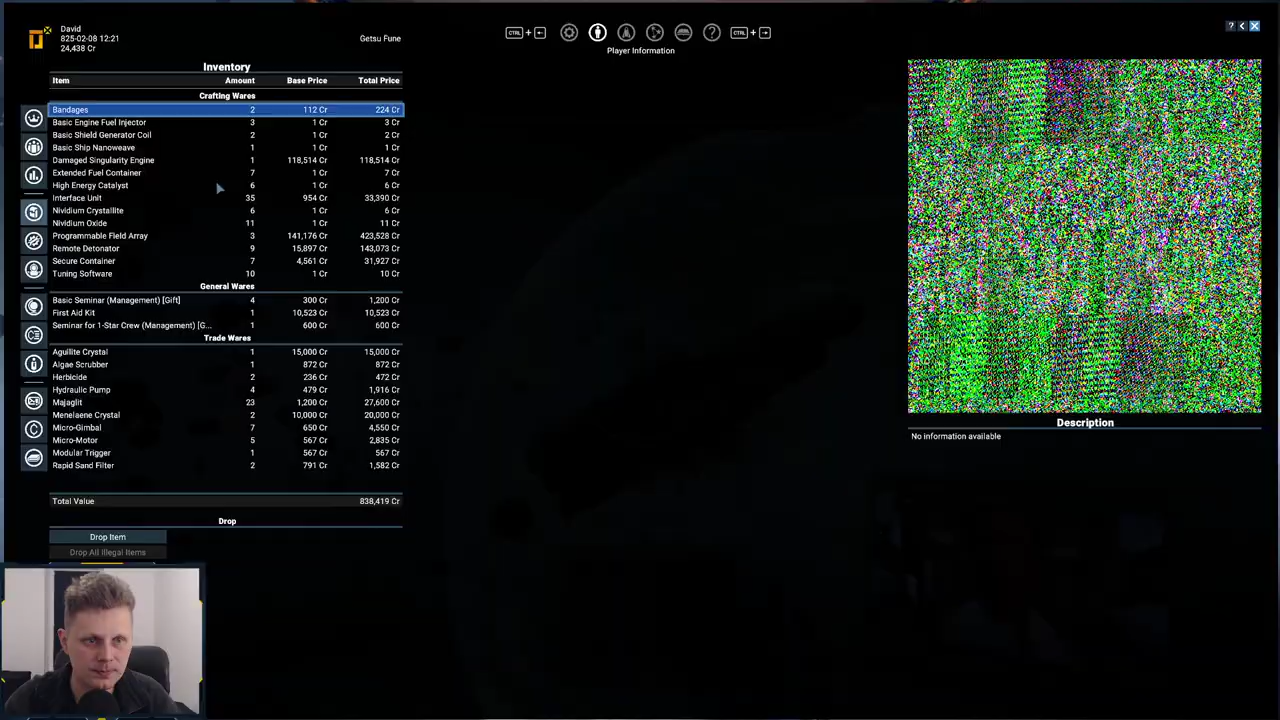 David
825-02-08 12:21
24,438 Cr
Getsu Fune
CTRL + ←
CTRL + →
Player Information
? < ×
Inventory
Item Amount Base Price Total Price
Crafting Wares
Bandages 2 112 Cr 224 Cr
Basic Engine Fuel Injector 3 1 Cr 3 Cr
Basic Shield Generator Coil 2 1 Cr 2 Cr
Basic Ship Nanoweave 1 1 Cr 1 Cr
Damaged Singularity Engine 1 118,514 Cr 118,514 Cr
Extended Fuel Container 7 1 Cr 7 Cr
High Energy Catalyst 6 1 Cr 6 Cr
Interface Unit 35 954 Cr 33,390 Cr
Nividium Crystallite 6 1 Cr 6 Cr
Nividium Oxide 11 1 Cr 11 Cr
Programmable Field Array 3 141,176 Cr 423,528 Cr
Remote Detonator 9 15,897 Cr 143,073 Cr
Secure Container 7 4,561 Cr 31,927 Cr
Tuning Software 10 1 Cr 10 Cr
General Wares
Basic Seminar (Management) [Gift] 4 300 Cr 1,200 Cr
First Aid Kit 1 10,523 Cr 10,523 Cr
Seminar for 1-Star Crew (Management) [G... 1 600 Cr 600 Cr
Trade Wares
Agullite Crystal 1 15,000 Cr 15,000 Cr
Algae Scrubber 1 872 Cr 872 Cr
Herbicide 2 236 Cr 472 Cr
Hydraulic Pump 4 479 Cr 1,916 Cr
Majaglit 23 1,200 Cr 27,600 Cr
Menelaene Crystal 2 10,000 Cr 20,000 Cr
Micro-Gimbal 7 650 Cr 4,550 Cr
Micro-Motor 5 567 Cr 2,835 Cr
Modular Trigger 1 567 Cr 567 Cr
Rapid Sand Filter 2 791 Cr 1,582 Cr
Total Value 838,419 Cr
Drop
Drop Item
Drop All Illegal Items
Description
No information available